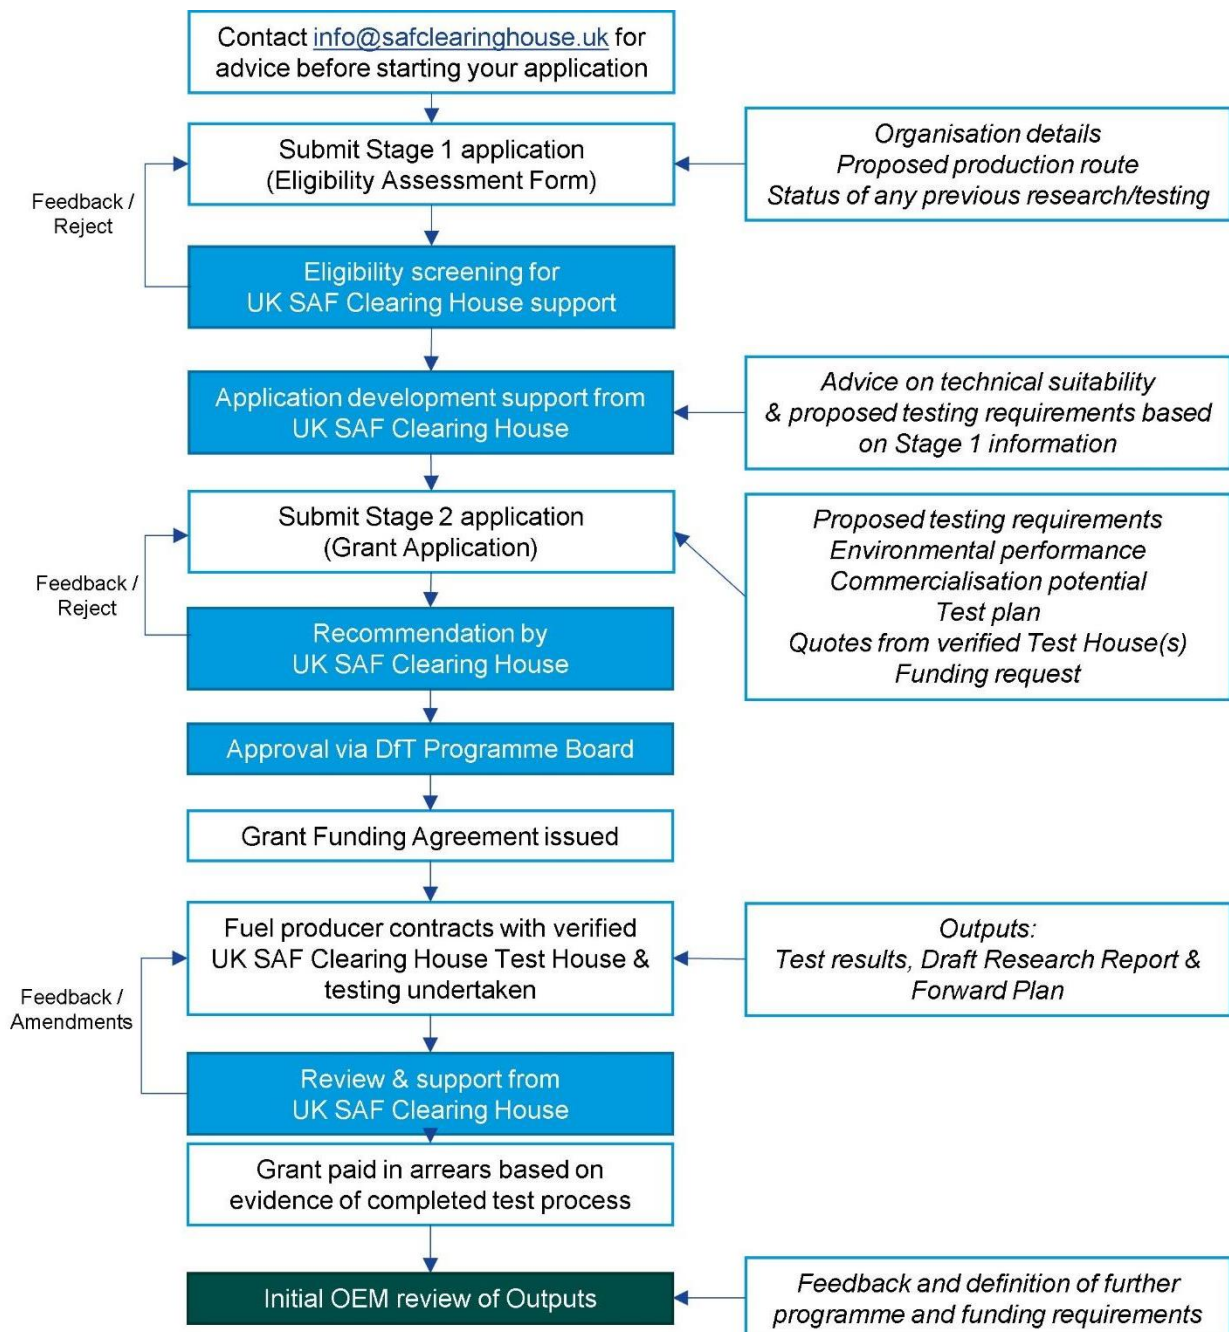 Contact info@safclearinghouse.uk for
advice before starting your application
Submit Stage 1 application
(Eligibility Assessment Form)
Organisation details
Proposed production route
Status of any previous research/testing
Feedback /
Reject
Eligibility screening for
UK SAF Clearing House support
Application development support from
UK SAF Clearing House
Advice on technical suitability
& proposed testing requirements based
on Stage 1 information
Submit Stage 2 application
(Grant Application)
Proposed testing requirements
Environmental performance
Commercialisation potential
Test plan
Quotes from verified Test House(s)
Funding request
Feedback /
Reject
Recommendation by
UK SAF Clearing House
Approval via DfT Programme Board
Grant Funding Agreement issued
Fuel producer contracts with verified
UK SAF Clearing House Test House &
testing undertaken
Outputs:
Test results, Draft Research Report &
Forward Plan
Feedback /
Amendments
Review & support from
UK SAF Clearing House
Grant paid in arrears based on
evidence of completed test process
Initial OEM review of Outputs
Feedback and definition of further
programme and funding requirements